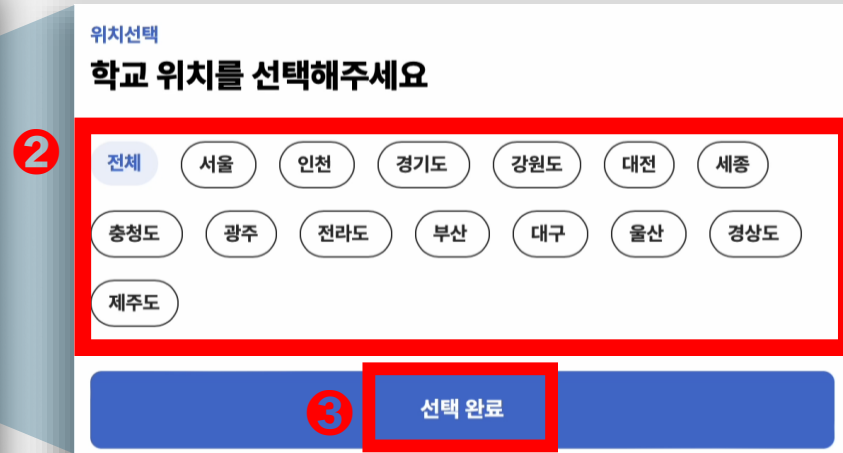 위치선택
학교 위치를 선택해주세요
2
전체 서울 인천 경기도 강원도 대전 세종
충청도 광주 전라도 부산 대구 울산 경상도
제주도
3 선택 완료